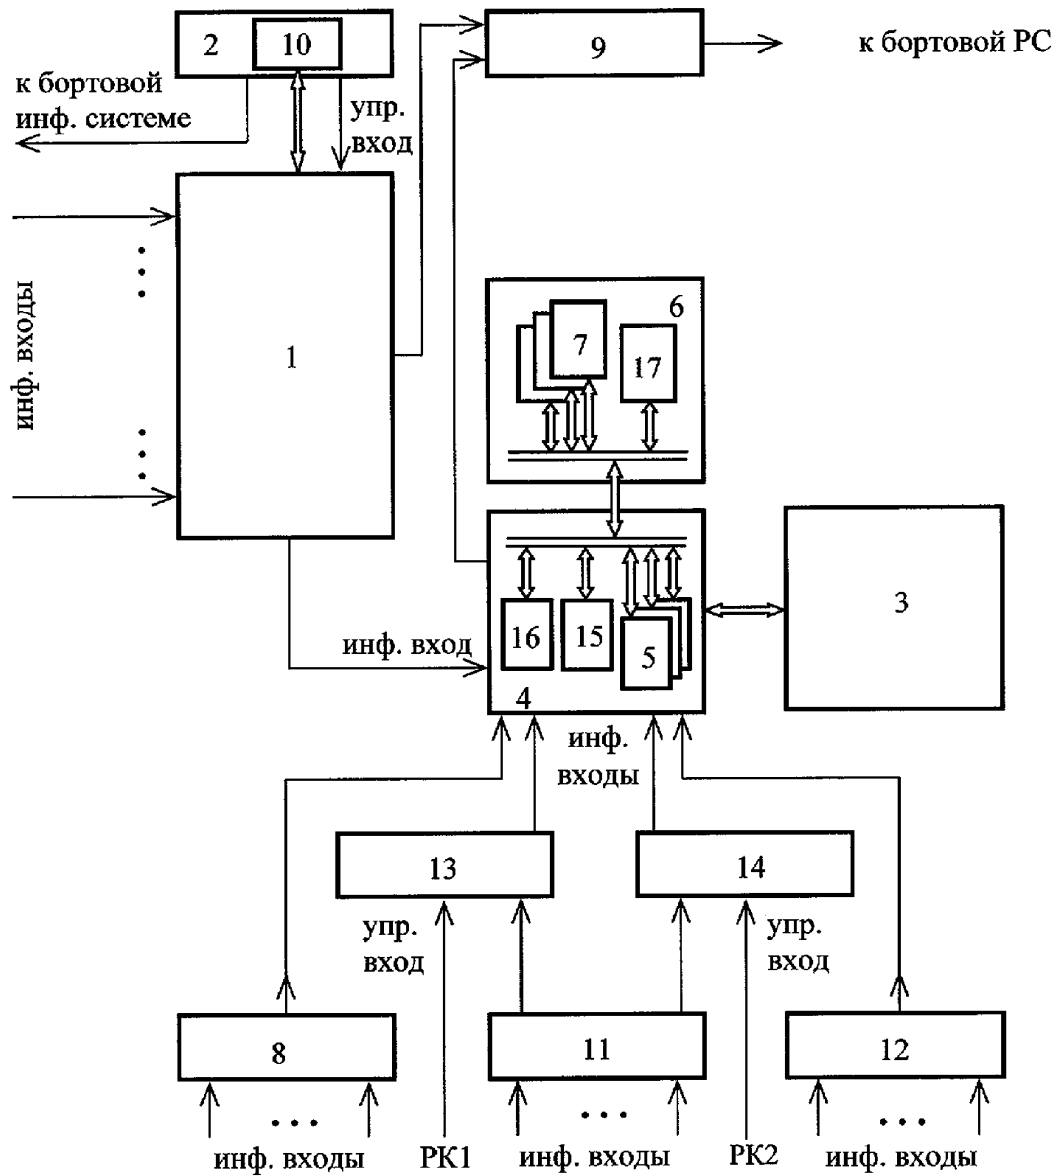 2
10
9
к бортовой РС
к бортовой
инф. системе
упр.
вход
инф. входы
1
6
7
17
3
16
15
5
инф. вход
4
инф.
входы
13
14
упр.
вход
упр.
вход
8
11
12
инф. входы
РК1
инф. входы
РК2
инф. входы